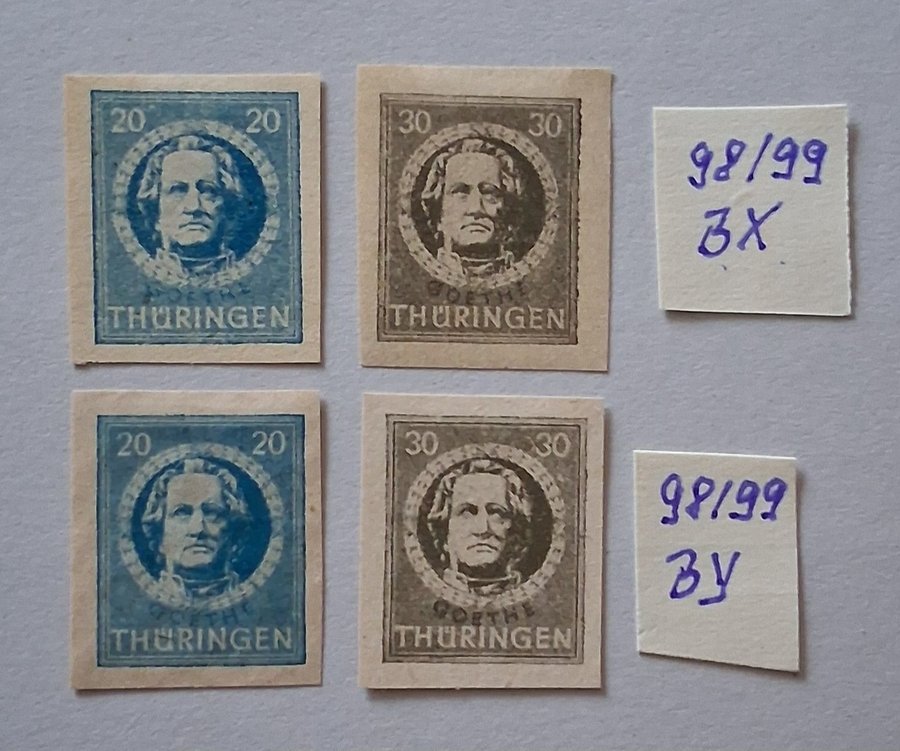 20 20
GOETHE
THÜRINGEN
30 30
GOETHE
THÜRINGEN
98/99
BX
20 20
GOETHE
THÜRINGEN
30 30
GOETHE
THÜRINGEN
98/99
BY